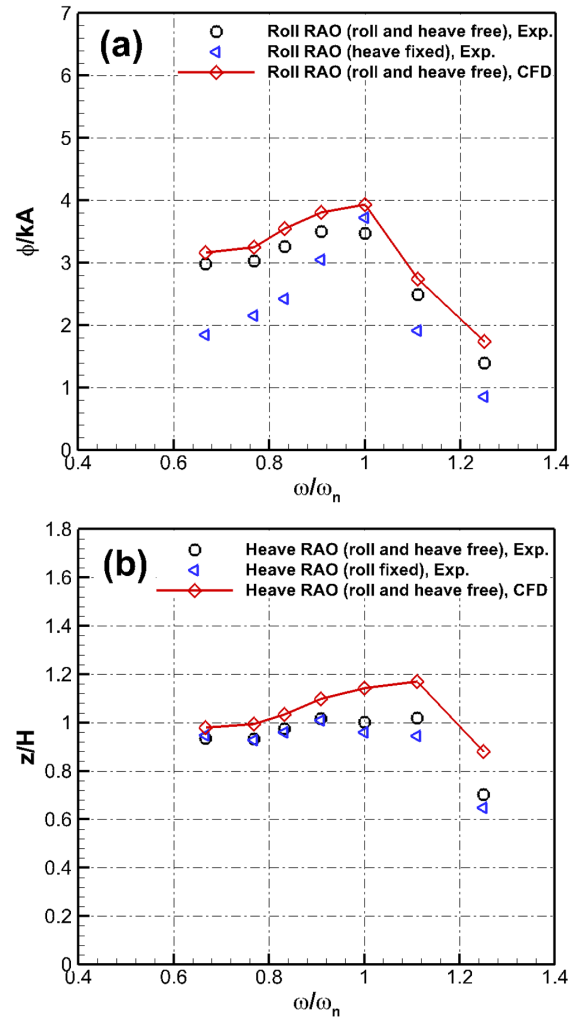 (a)
Roll RAO (roll and heave free), Exp.
Roll RAO (heave fixed), Exp.
Roll RAO (roll and heave free), CFD
ϕ/kA
7
6
5
4
3
2
1
0
0.4 0.6 0.8 1 1.2 1.4
ω/ωn
(b)
Heave RAO (roll and heave free), Exp.
Heave RAO (roll fixed), Exp.
Heave RAO (roll and heave free), CFD
z/H
1.8
1.6
1.4
1.2
1
0.8
0.6
0.4
0.2
0
0.4 0.6 0.8 1 1.2 1.4
ω/ωn